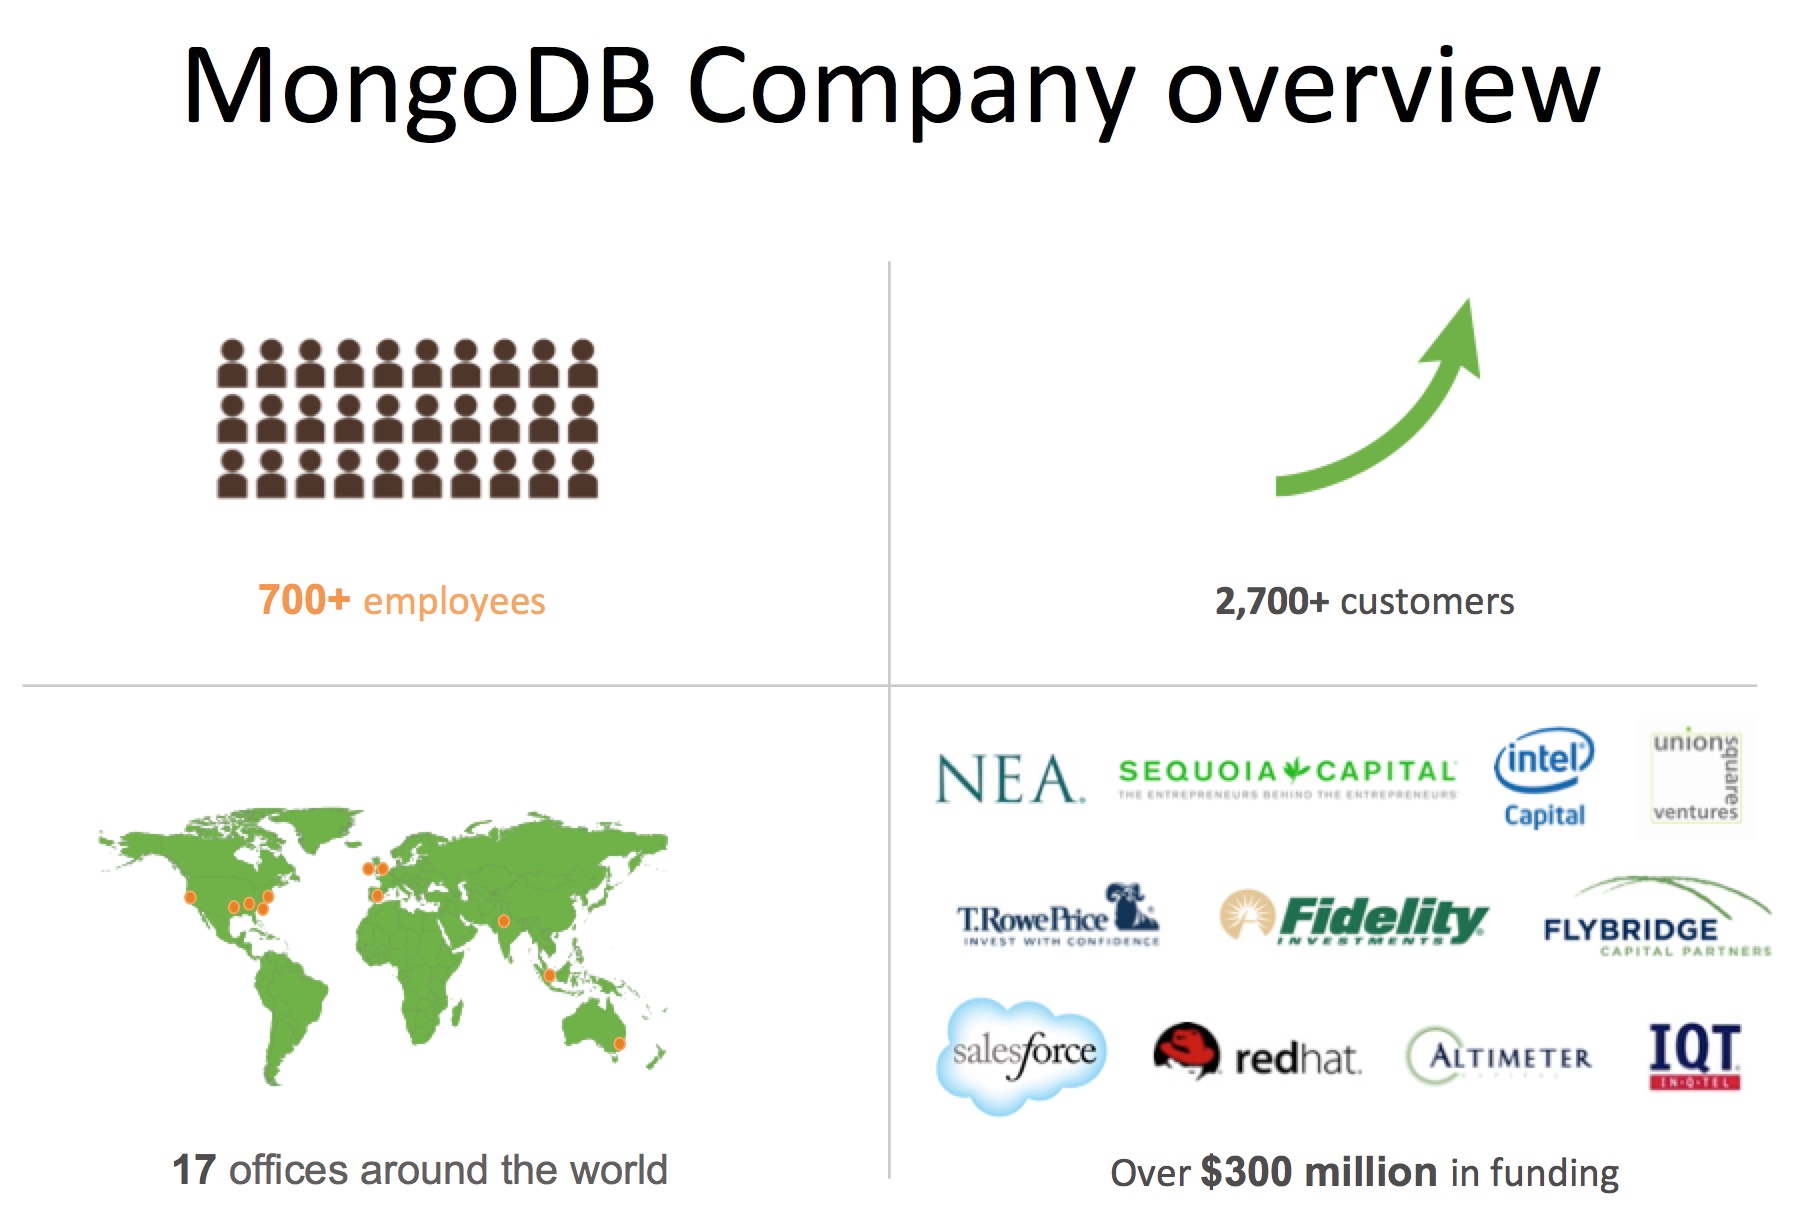 MongoDB Company overview
700+ employees
2,700+ customers
17 offices around the world
NEA.
SEQUOIA CAPITAL
THE ENTREPRENEURS BEHIND THE ENTREPRENEURS
intel
Capital
union
square
ventures
T.RowePrice
INVEST WITH CONFIDENCE
Fidelity
INVESTMENTS
FLYBRIDGE
CAPITAL PARTNERS
salesforce
redhat.
ALTIMETER
IQT
IN-Q-TEL
Over $300 million in funding